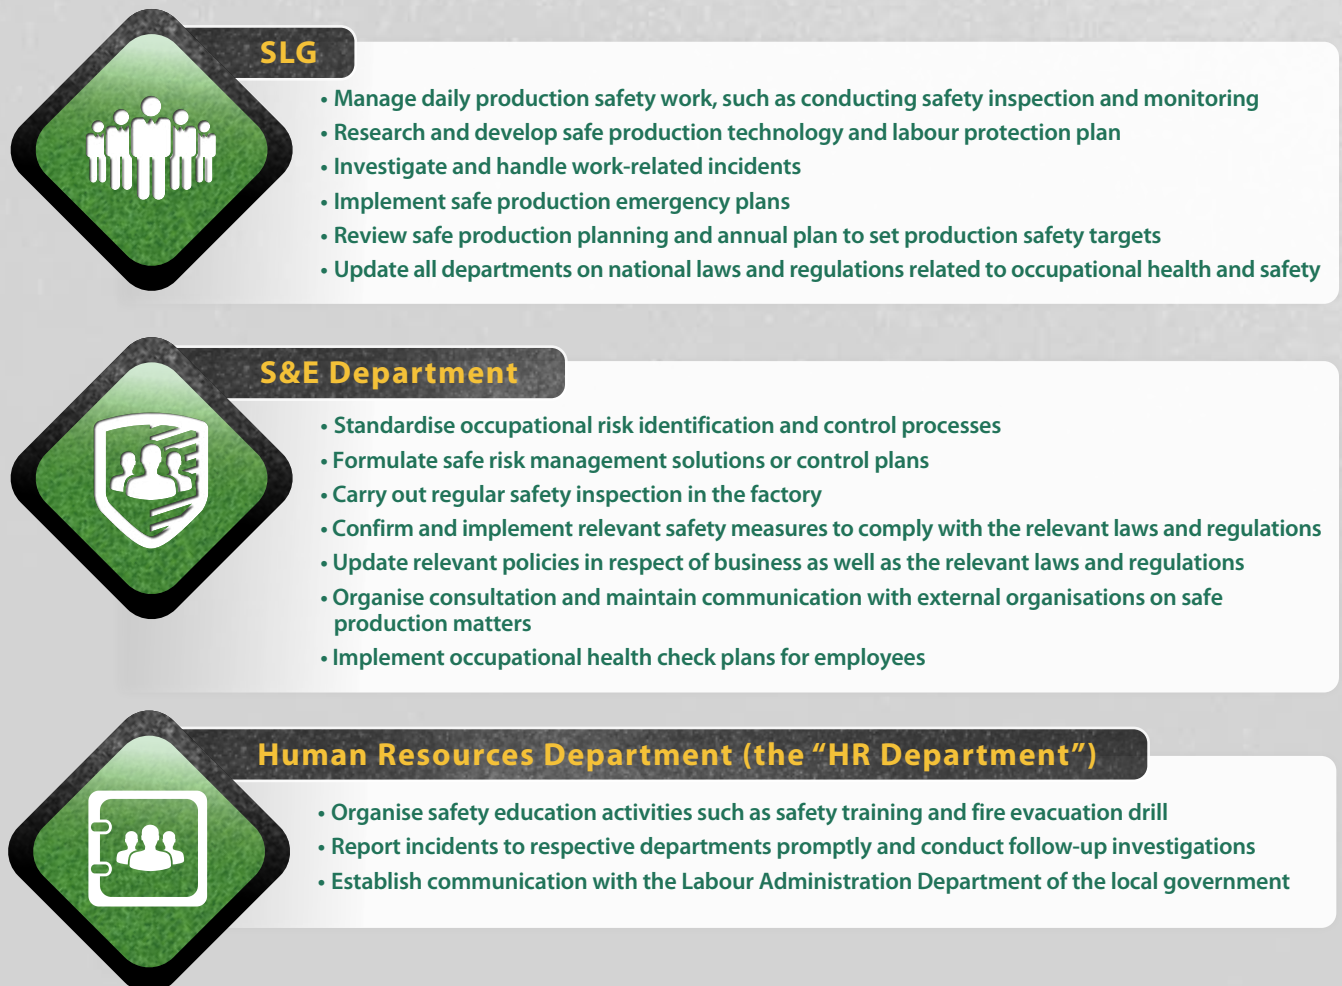 SLG
• Manage daily production safety work, such as conducting safety inspection and monitoring
• Research and develop safe production technology and labour protection plan
• Investigate and handle work-related incidents
• Implement safe production emergency plans
• Review safe production planning and annual plan to set production safety targets
• Update all departments on national laws and regulations related to occupational health and safety
S&E Department
• Standardise occupational risk identification and control processes
• Formulate safe risk management solutions or control plans
• Carry out regular safety inspection in the factory
• Confirm and implement relevant safety measures to comply with the relevant laws and regulations
• Update relevant policies in respect of business as well as the relevant laws and regulations
• Organise consultation and maintain communication with external organisations on safe
production matters
• Implement occupational health check plans for employees
Human Resources Department (the “HR Department”)
• Organise safety education activities such as safety training and fire evacuation drill
• Report incidents to respective departments promptly and conduct follow-up investigations
• Establish communication with the Labour Administration Department of the local government